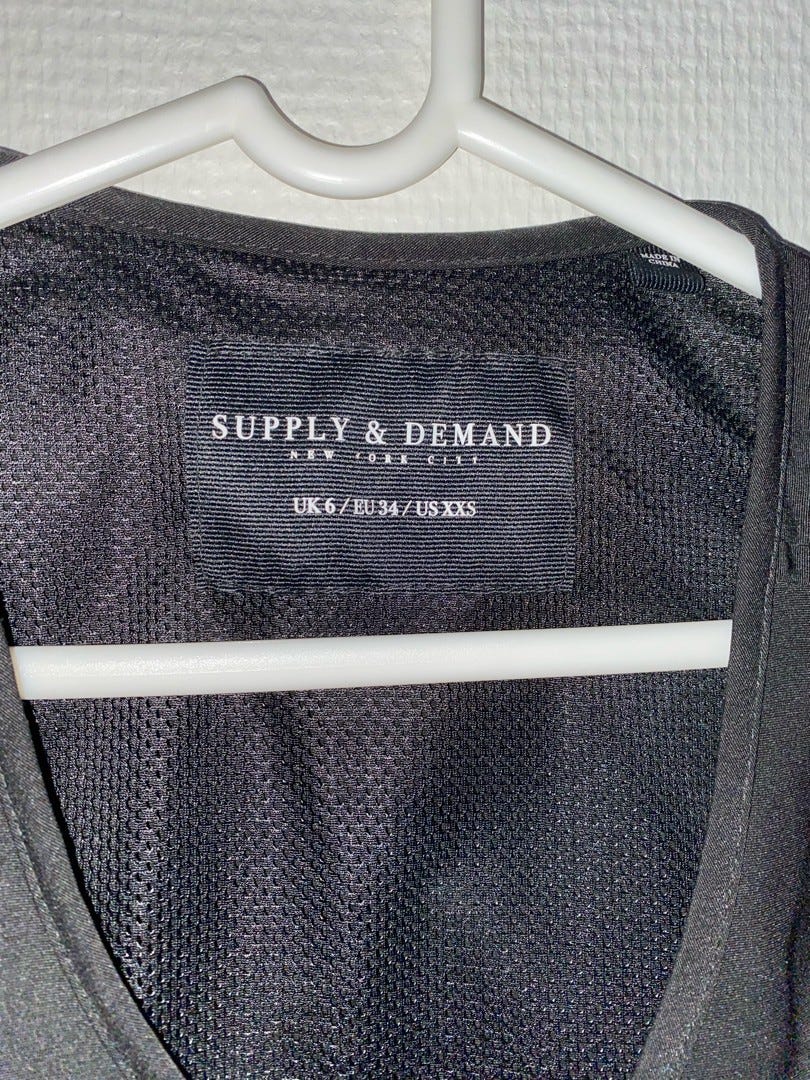 MADE IN
CHINA
SUPPLY & DEMAND
NEW YORK CITY
UK 6 / EU 34 / US XXS